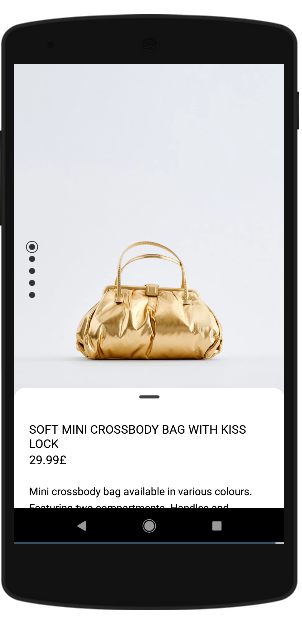 SOFT MINI CROSSBODY BAG WITH KISS
LOCK
29.99£
Mini crossbody bag available in various colours.
Featuring two compartments. Handles and